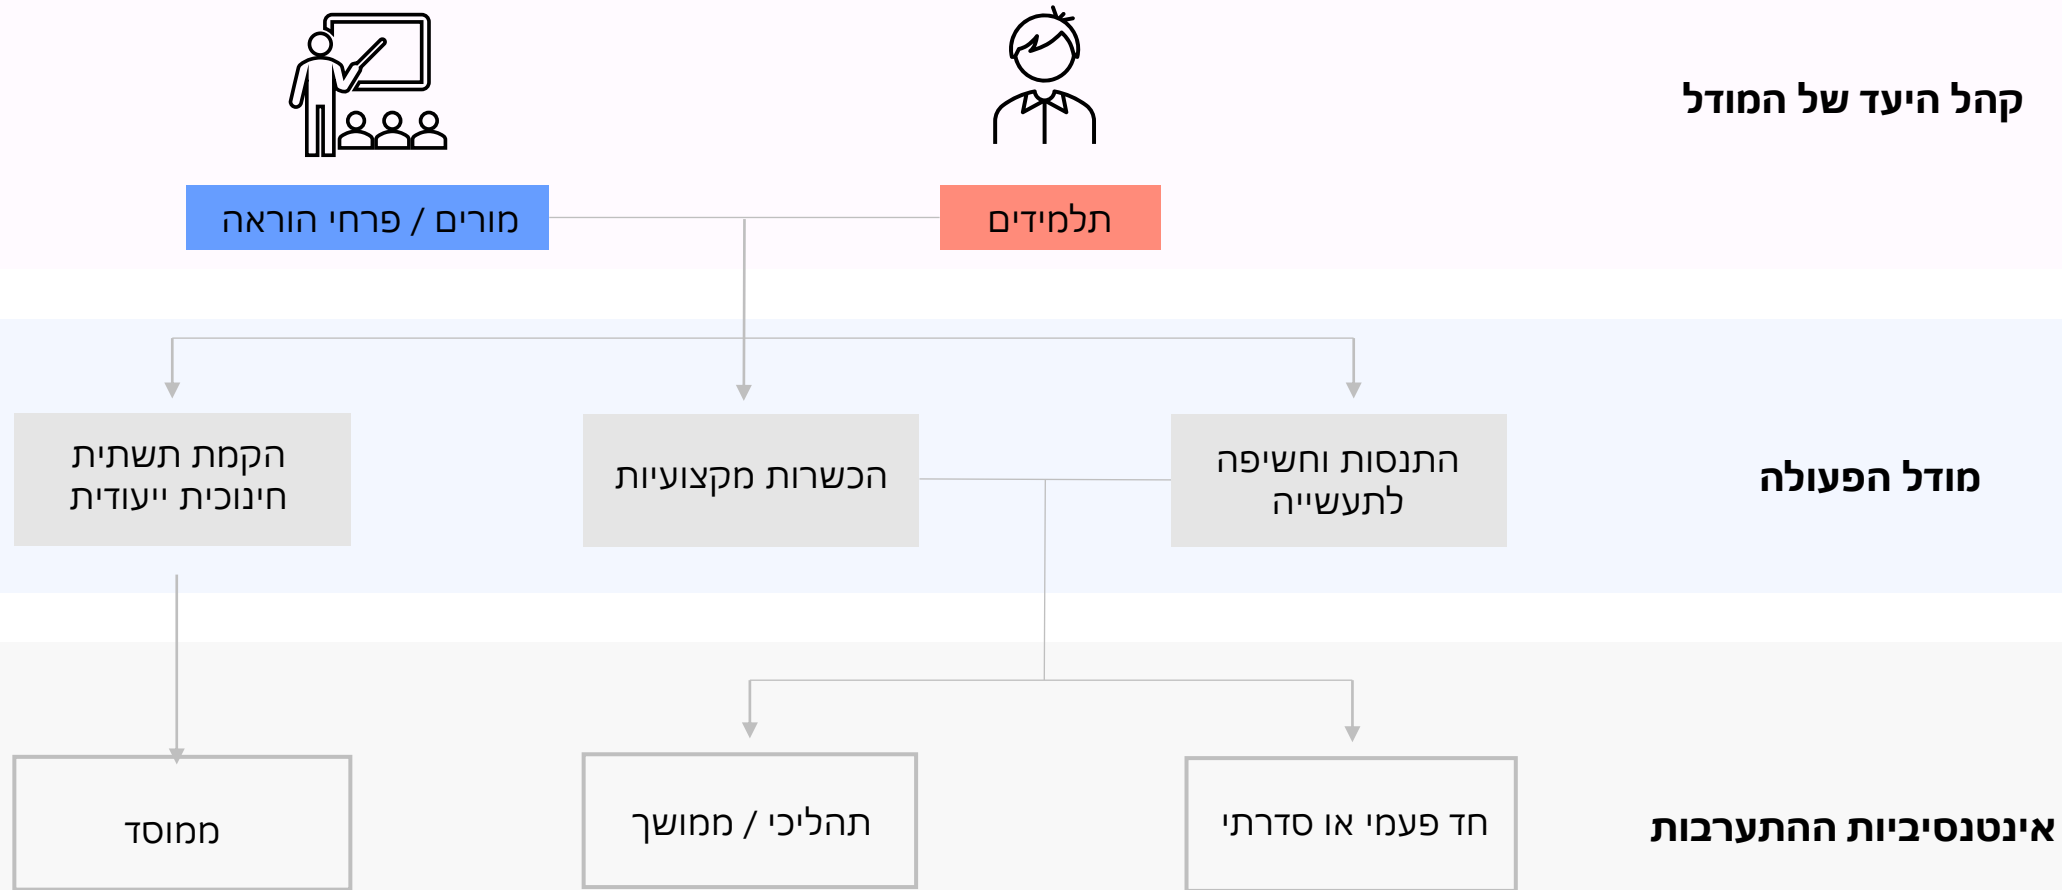 קהל היעד של המודל
תלמידים
מורים / פרחי הוראה
מודל הפעולה
התנסות וחשיפה
לתעשייה
הכשרות מקצועיות
הקמת תשתית
חינוכית ייעודית
אינטנסיביות ההתערבות
חד פעמי או סדרתי
תהליכי / ממושך
ממוסד